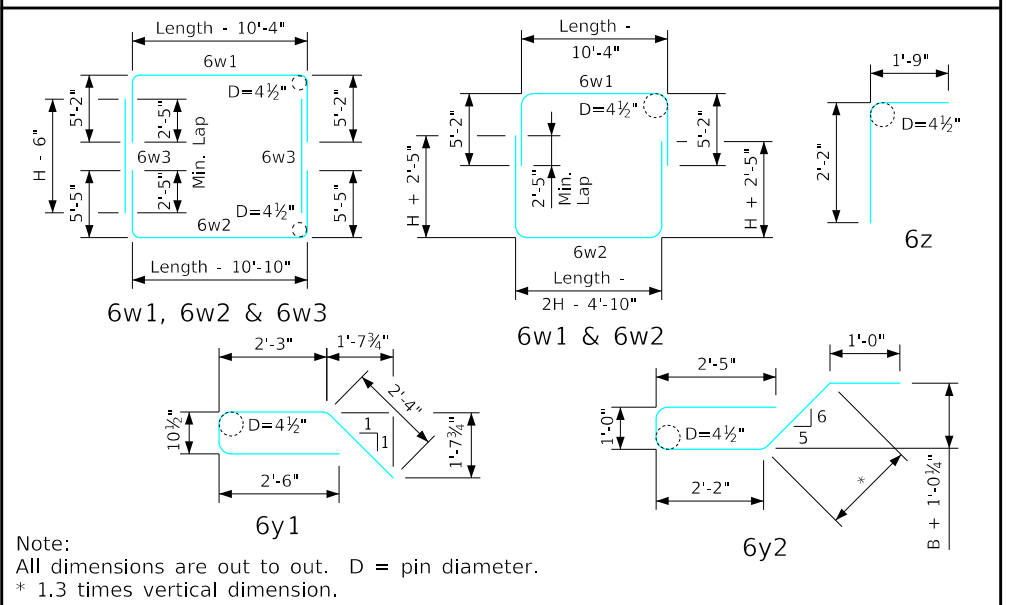 Length - 10'-4"
6w1
D=4½"
5'-2"
2'-5"
Min. Lap
5'-2"
H - 6"
6w3
6w3
5'-5"
2'-5"
D=4½"
5'-5"
6w2
Length - 10'-10"
6w1, 6w2 & 6w3
Length -
10'-4"
6w1
D=4½"
5'-2"
5'-2"
H + 2'-5"
2'-5"
Min.
Lap
H + 2'-5"
6w2
Length -
2H - 4'-10"
6w1 & 6w2
1'-9"
D=4½"
2'-2"
6z
2'-3"
1'-7¾"
2'-4"
10½"
D=4½"
1
1
1'-7¾"
2'-6"
6y1
1'-0"
2'-5"
1'-0"
D=4½"
6
5
2'-2"
*
B + 1'-0¼"
6y2
Note:
All dimensions are out to out. D = pin diameter.
* 1.3 times vertical dimension.